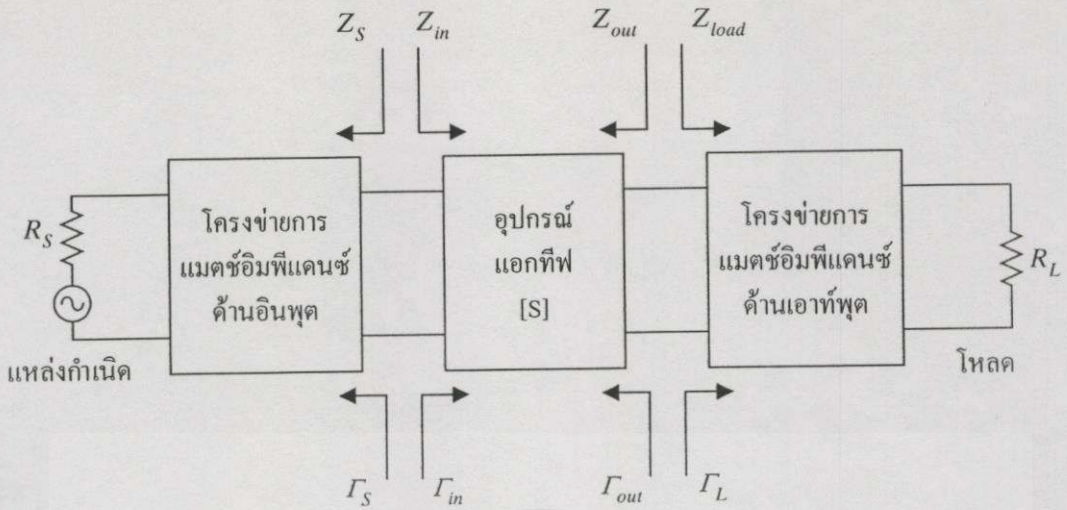 Z_S Z_in Z_out Z_load
R_S
โครงข่ายการ
แมตช์อิมพีแดนซ์
ด้านอินพุต
อุปกรณ์
แอกทีฟ
[S]
โครงข่ายการ
แมตช์อิมพีแดนซ์
ด้านเอาท์พุต
R_L
แหล่งกำเนิด
โหลด
Γ_S Γ_in Γ_out Γ_L